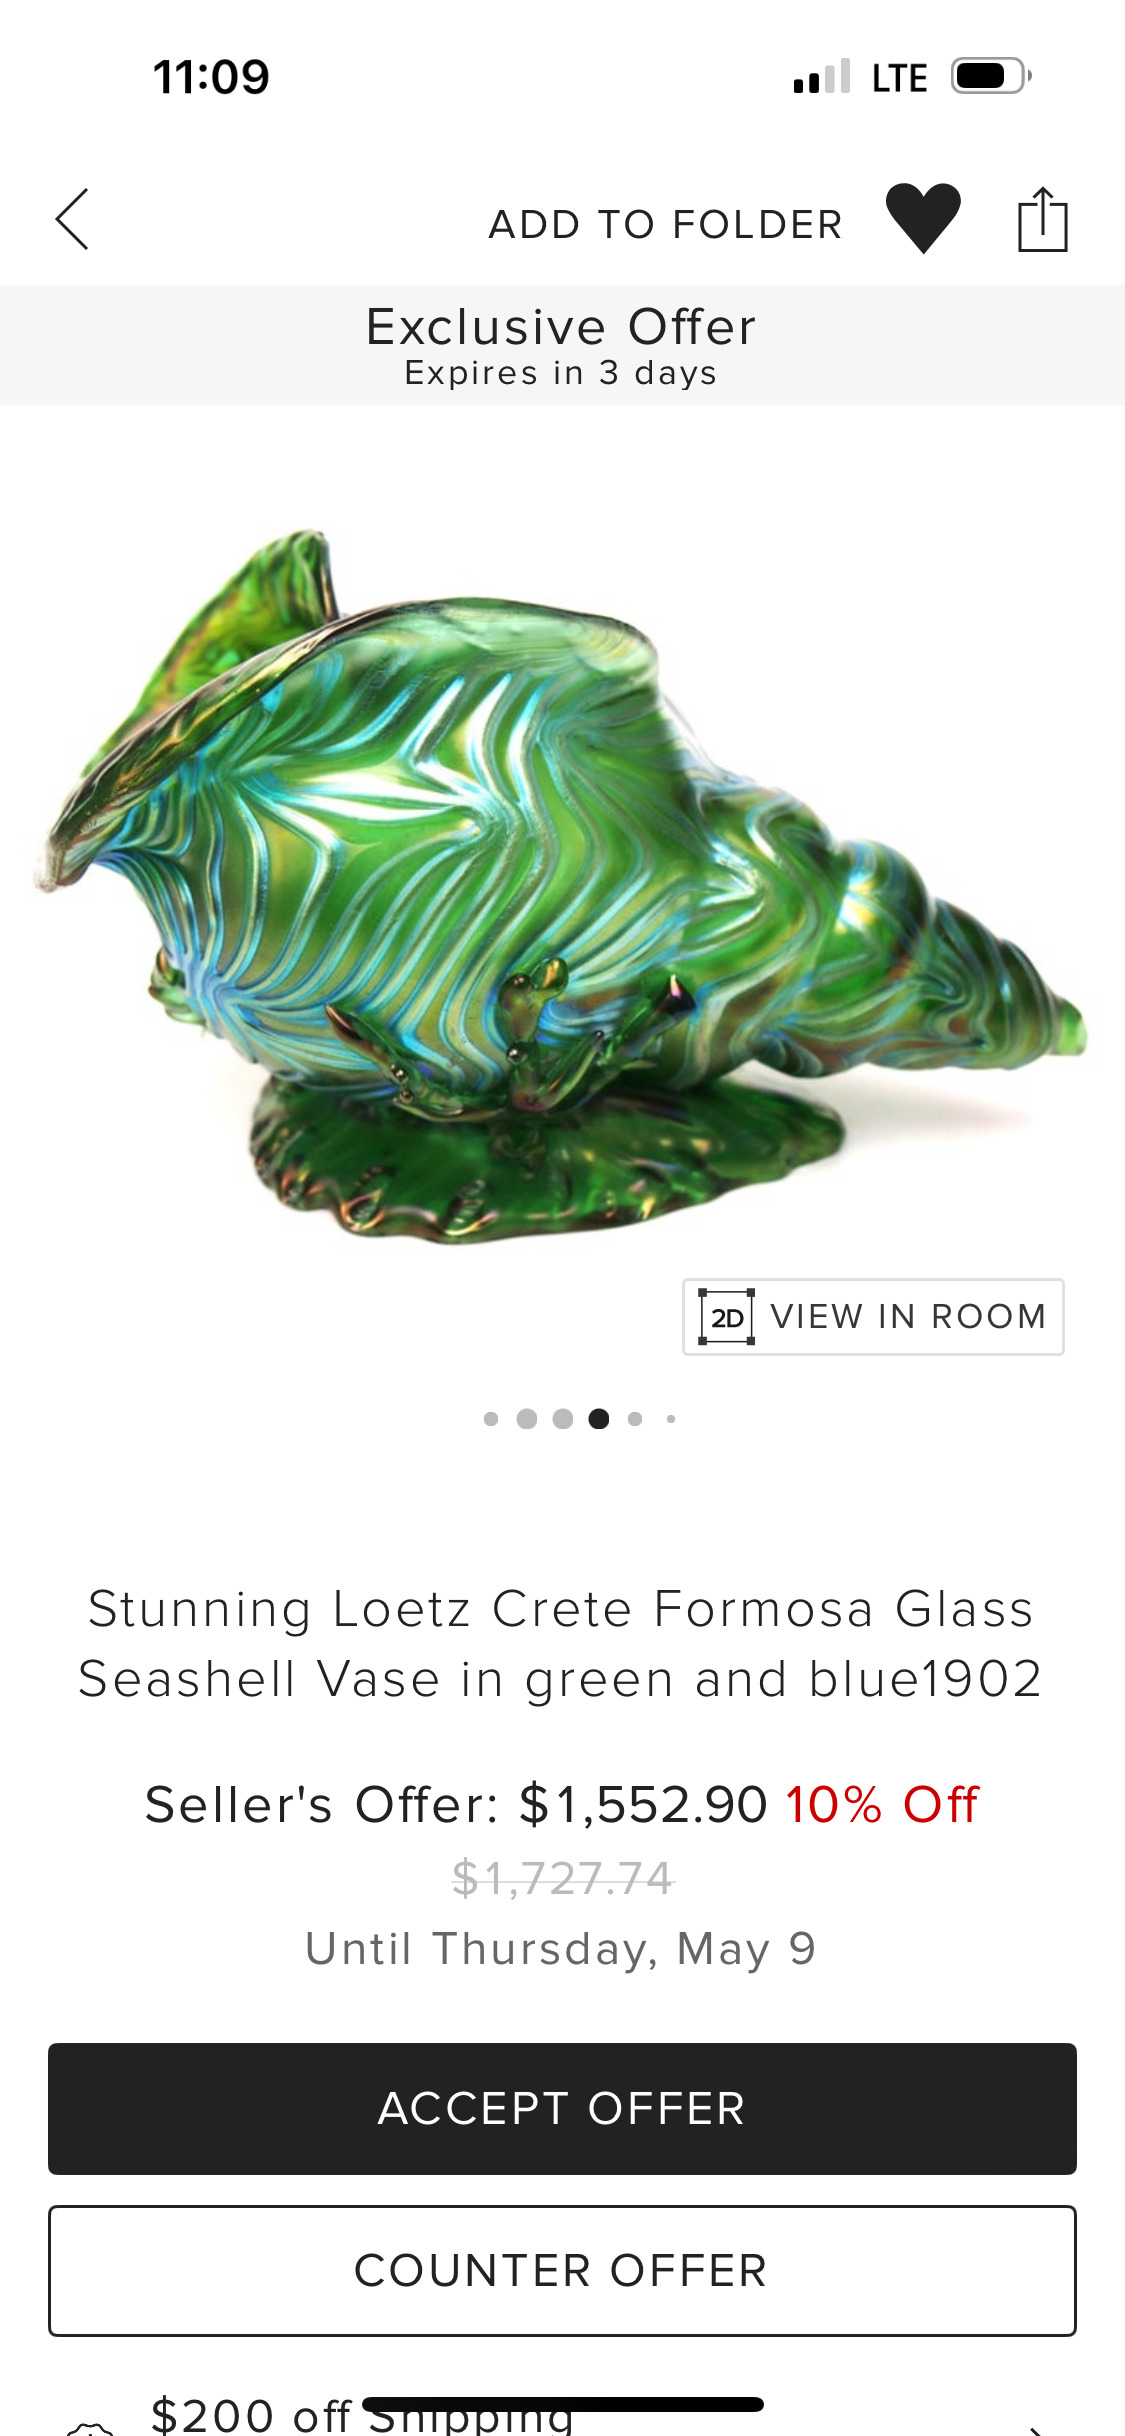 11:09
LTE
ADD TO FOLDER
Exclusive Offer
Expires in 3 days
2D VIEW IN ROOM
Stunning Loetz Crete Formosa Glass
Seashell Vase in green and blue1902
Seller's Offer: $1,552.90 10% Off
$1,727.74
Until Thursday, May 9
ACCEPT OFFER
COUNTER OFFER
$200 off Shipping